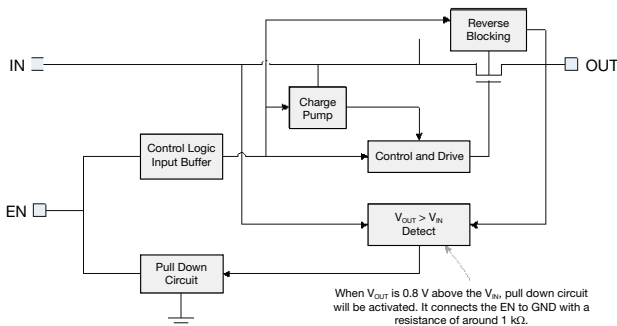 Reverse
Blocking
IN
OUT
Charge
Pump
Control Logic
Input Buffer
Control and Drive
EN
VOUT > VIN
Detect
Pull Down
Circuit
When VOUT is 0.8 V above the VIN, pull down circuit
will be activated. It connects the EN to GND with a
resistance of around 1 kΩ.